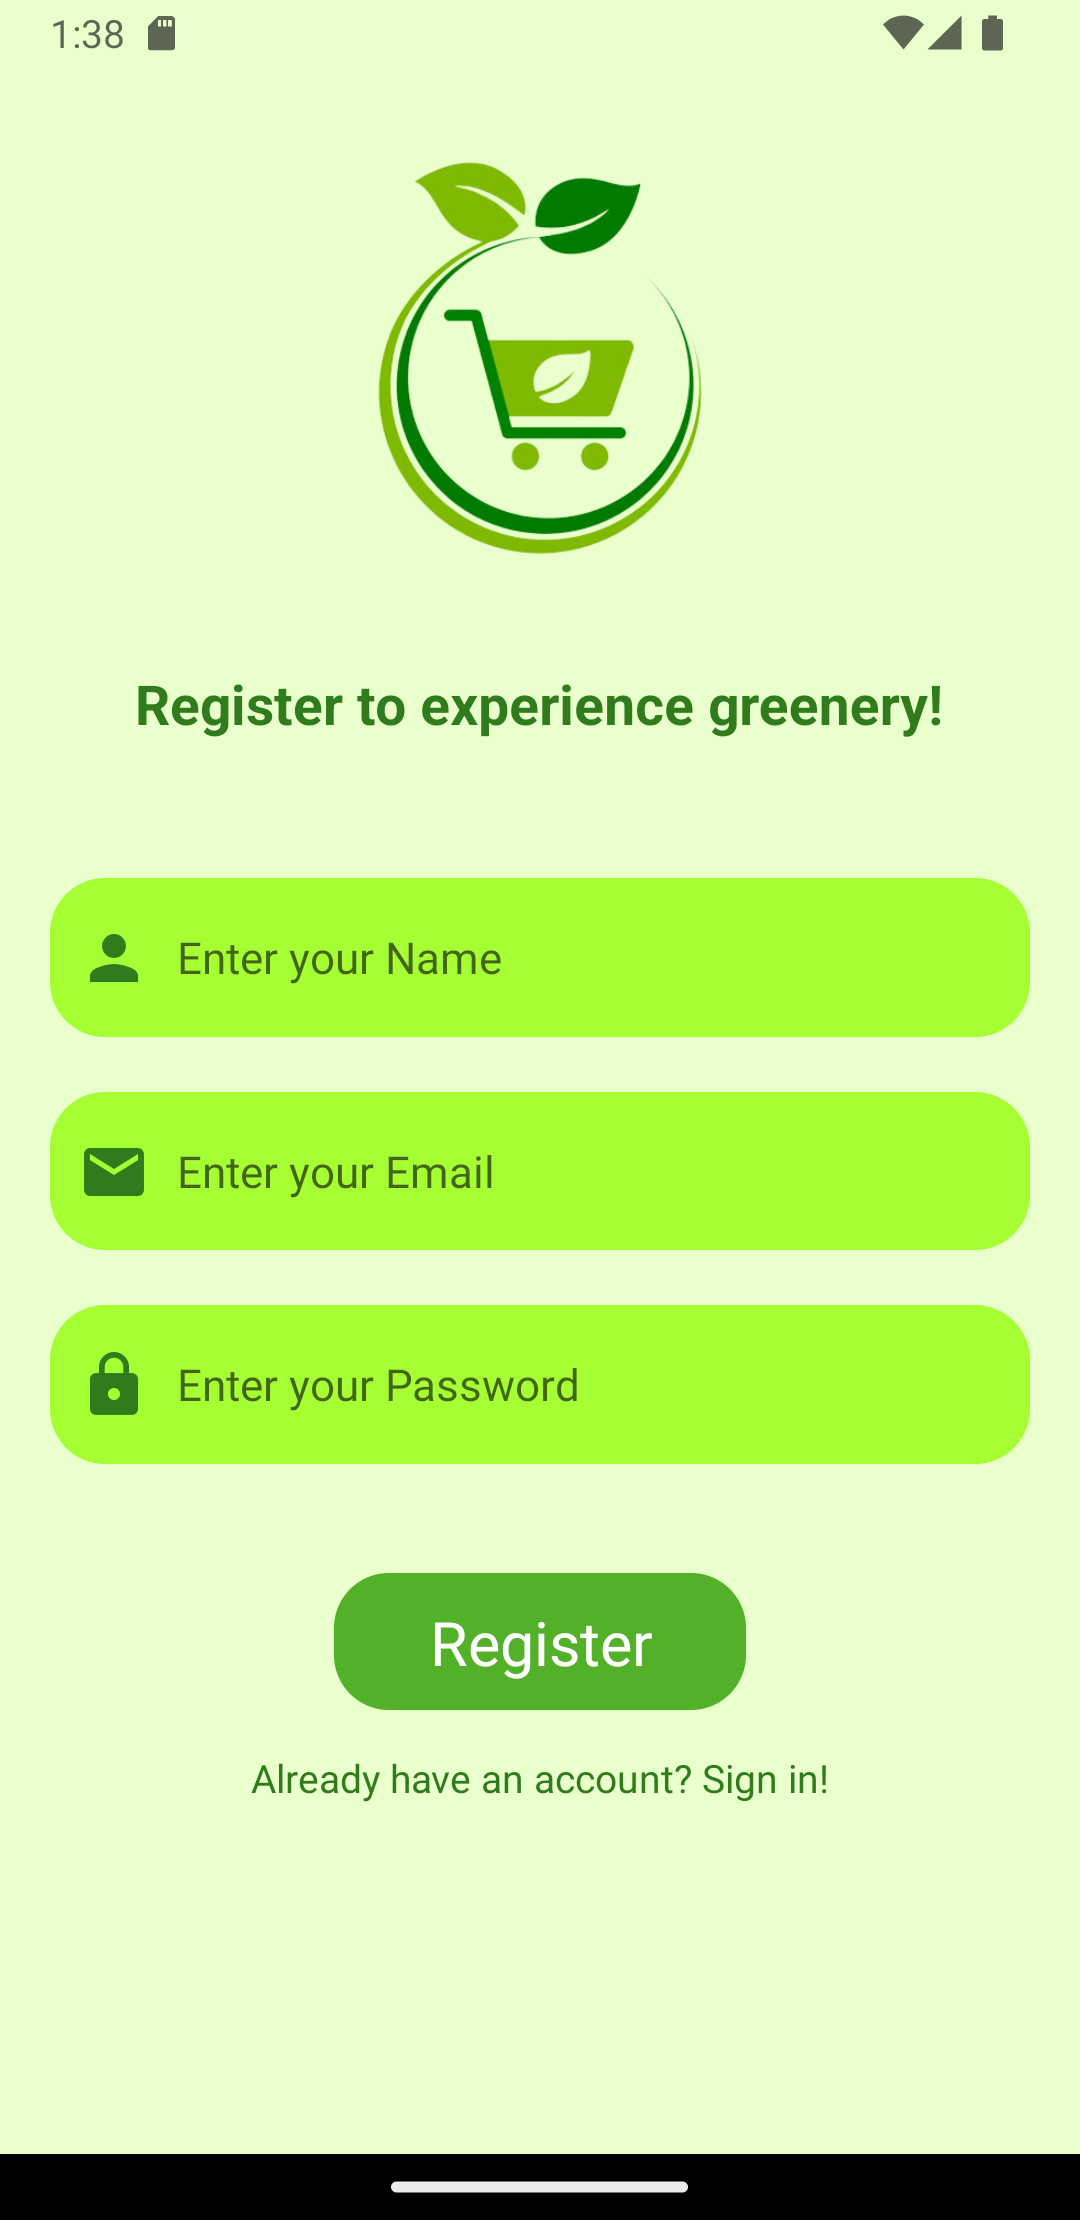 1:38
Register to experience greenery!
Enter your Name
Enter your Email
Enter your Password
Register
Already have an account? Sign in!